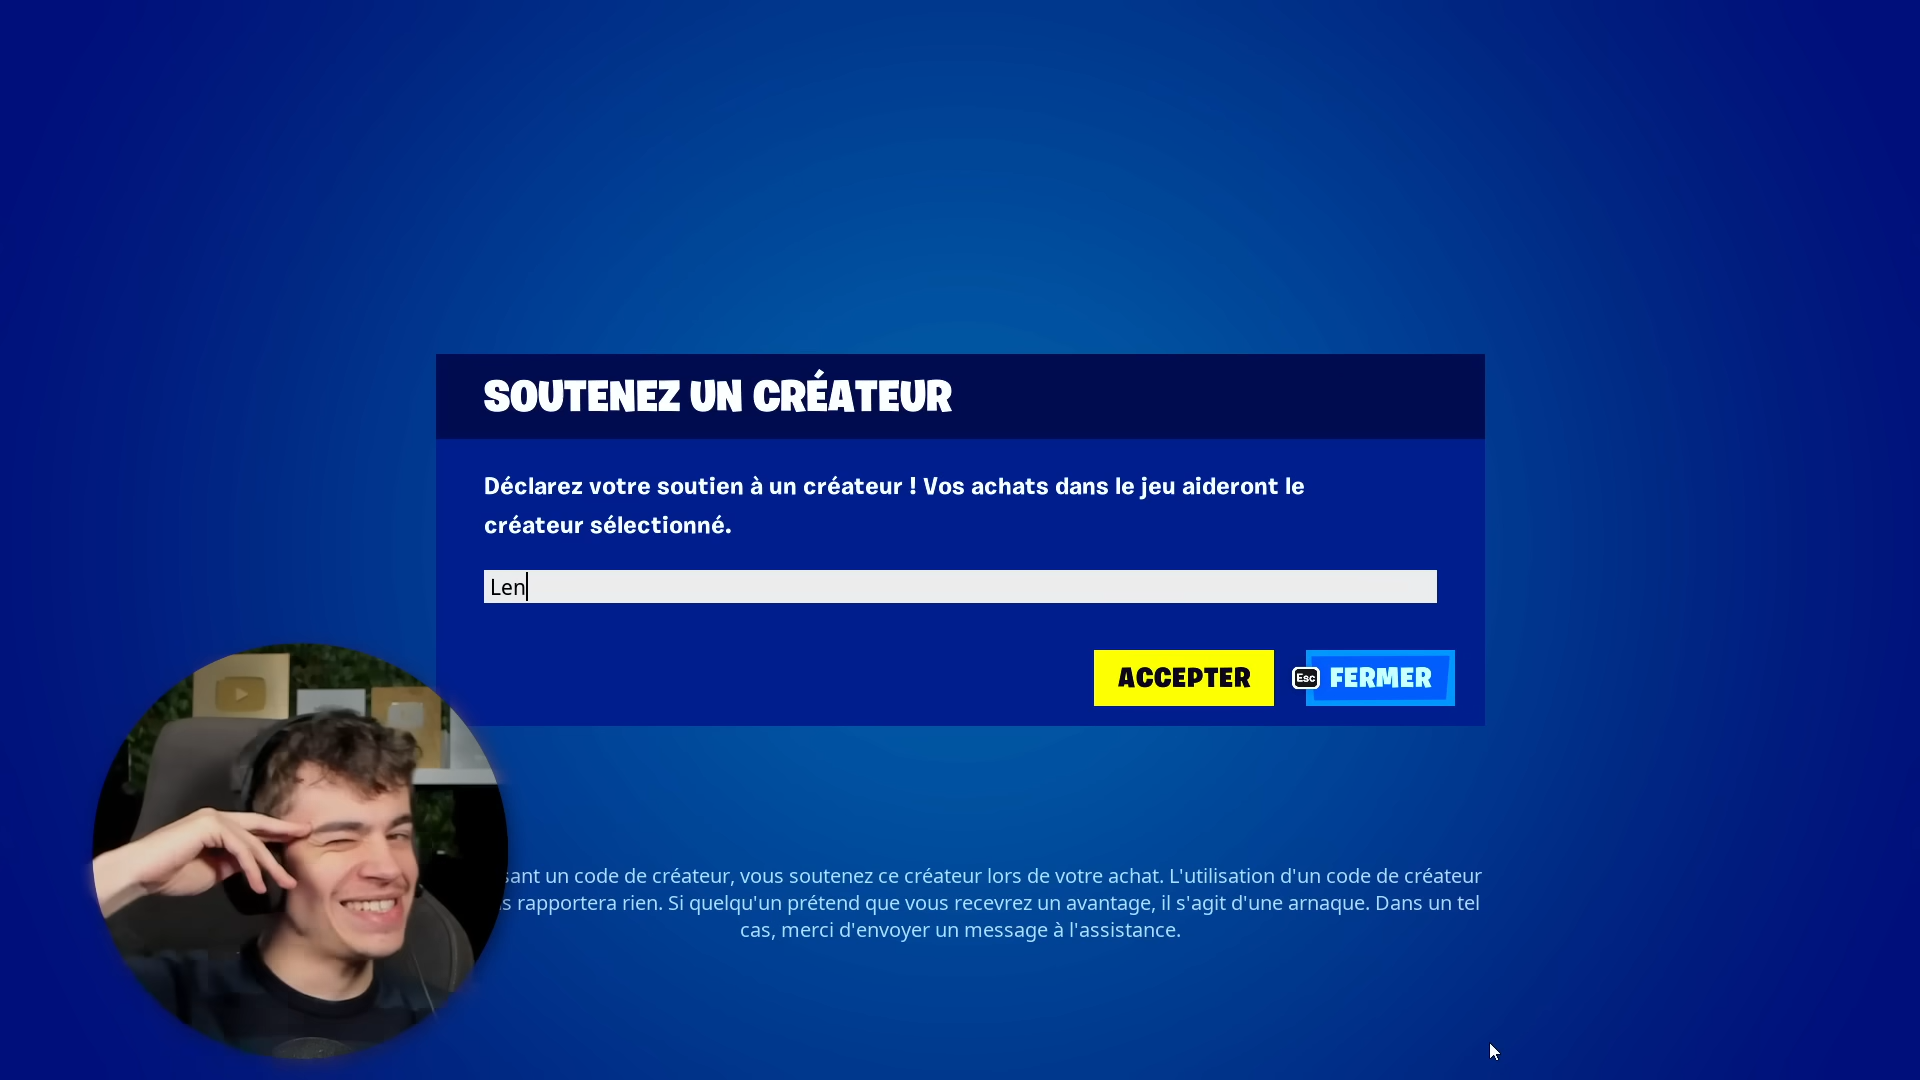 SOUTENEZ UN CRÉATEUR
Déclarez votre soutien à un créateur ! Vos achats dans le jeu aideront le
créateur sélectionné.
Len
ACCEPTER
Esc FERMER
un code de créateur, vous soutenez ce créateur lors de votre achat. L'utilisation d'un code de créateur
rapportera rien. Si quelqu'un prétend que vous recevrez un avantage, il s'agit d'une arnaque. Dans un tel
cas, merci d'envoyer un message à l'assistance.